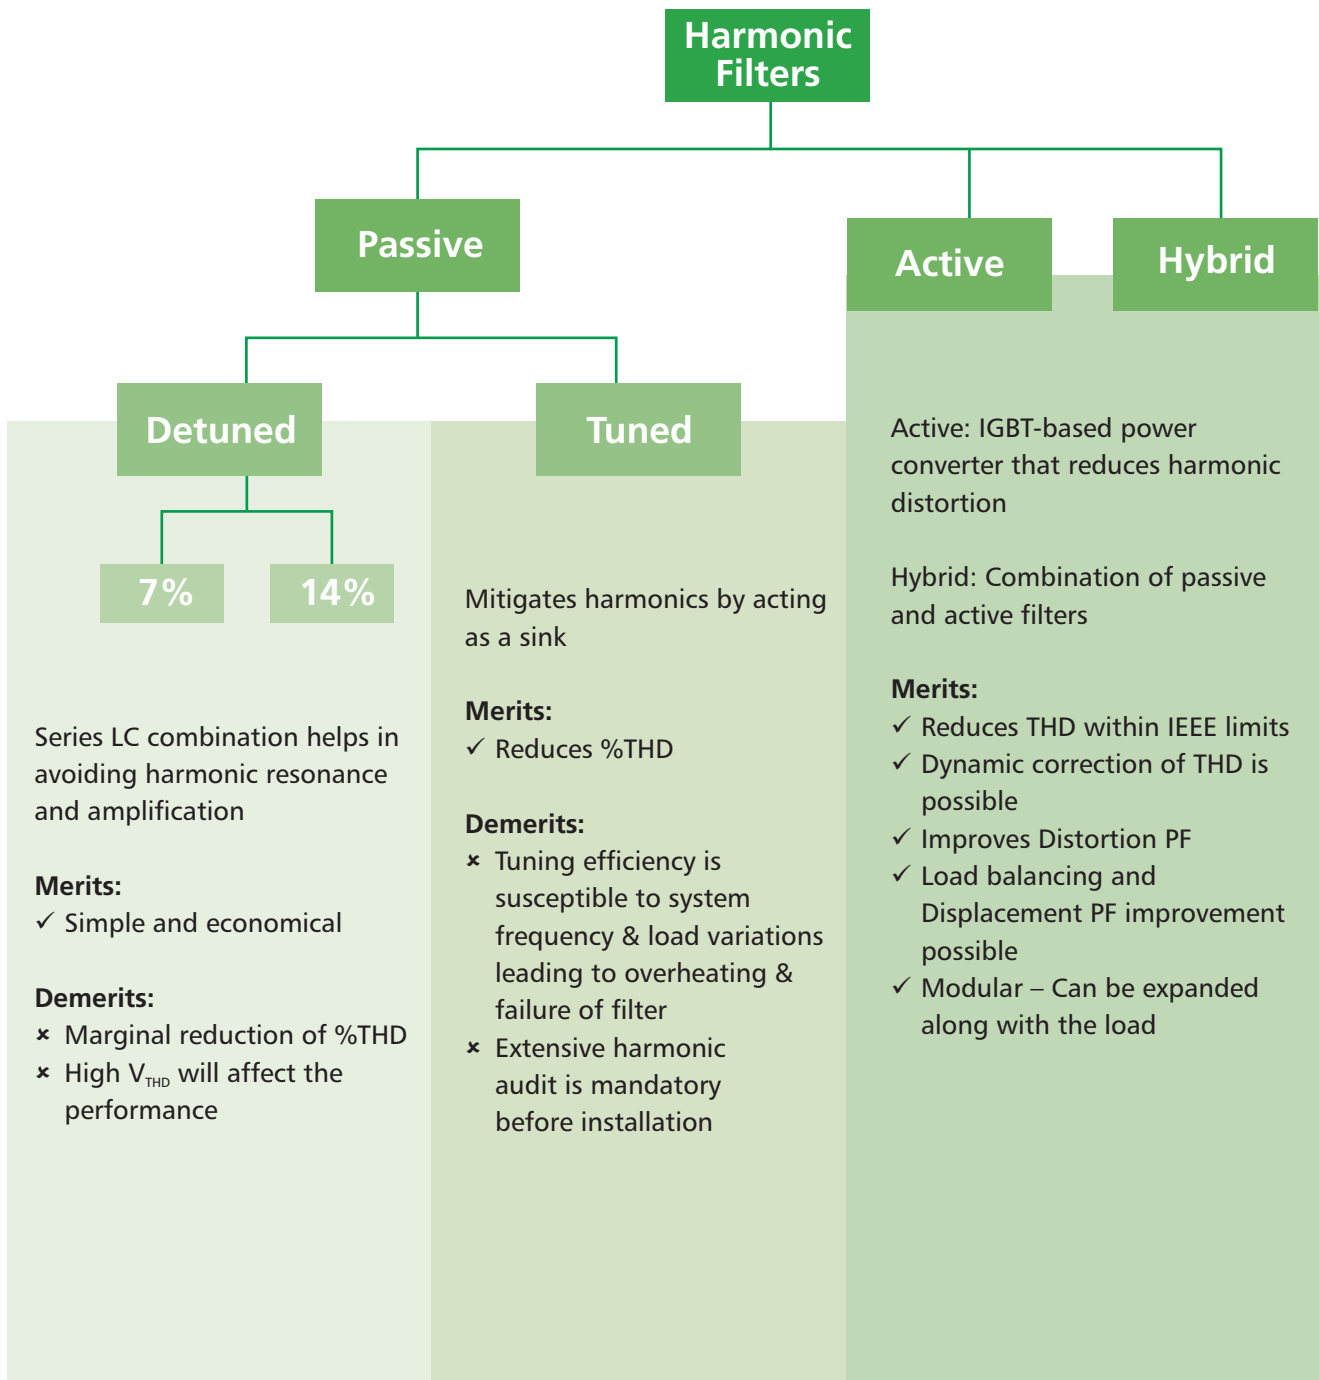 Harmonic
Filters
Passive
Active
Hybrid
Detuned
Tuned
7%
14%
Series LC combination helps in
avoiding harmonic resonance
and amplification
Merits:
✓ Simple and economical
Demerits:
× Marginal reduction of %THD
× High VTHD will affect the
performance
Mitigates harmonics by acting
as a sink
Merits:
✓ Reduces %THD
Demerits:
× Tuning efficiency is
susceptible to system
frequency & load variations
leading to overheating &
failure of filter
× Extensive harmonic
audit is mandatory
before installation
Active: IGBT-based power
converter that reduces harmonic
distortion
Hybrid: Combination of passive
and active filters
Merits:
✓ Reduces THD within IEEE limits
✓ Dynamic correction of THD is
possible
✓ Improves Distortion PF
✓ Load balancing and
Displacement PF improvement
possible
✓ Modular – Can be expanded
along with the load